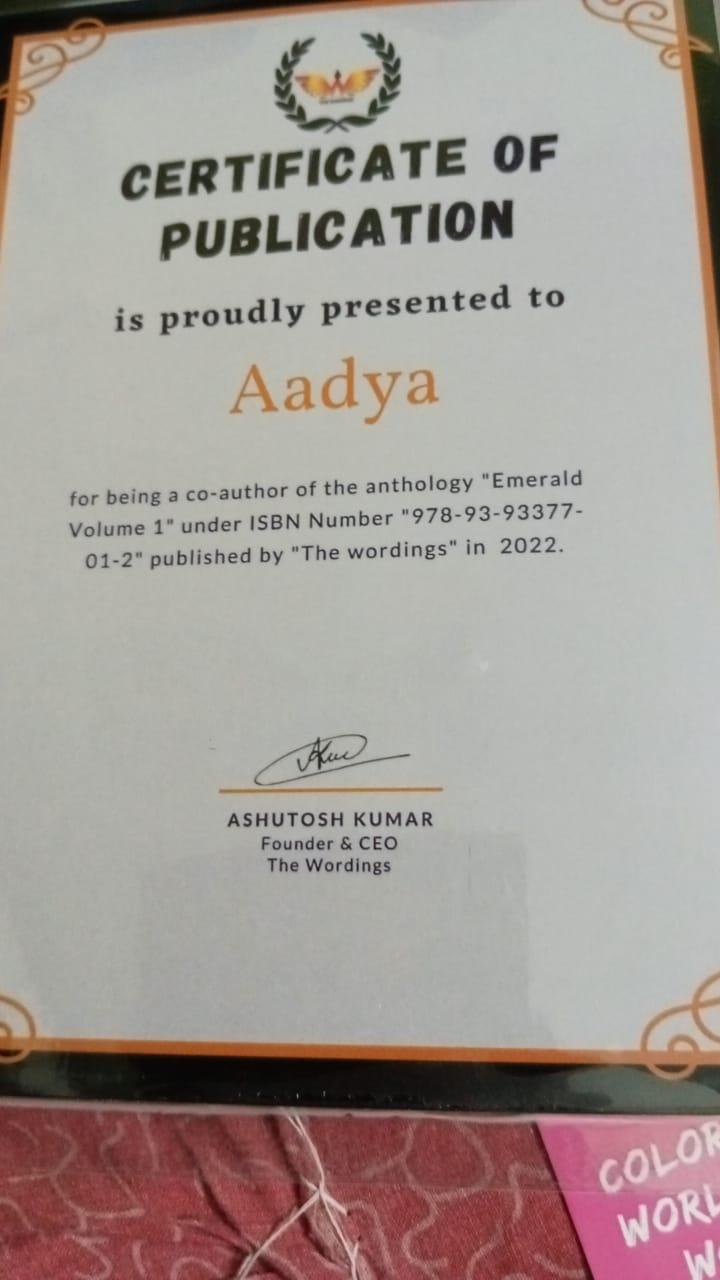 CERTIFICATE OF
PUBLICATION
is proudly presented to
Aadya
for being a co-author of the anthology "Emerald
Volume 1" under ISBN Number "978-93-93377-
01-2" published by "The wordings" in 2022.
ASHUTOSH KUMAR
Founder & CEO
The Wordings
COLOR
WORL